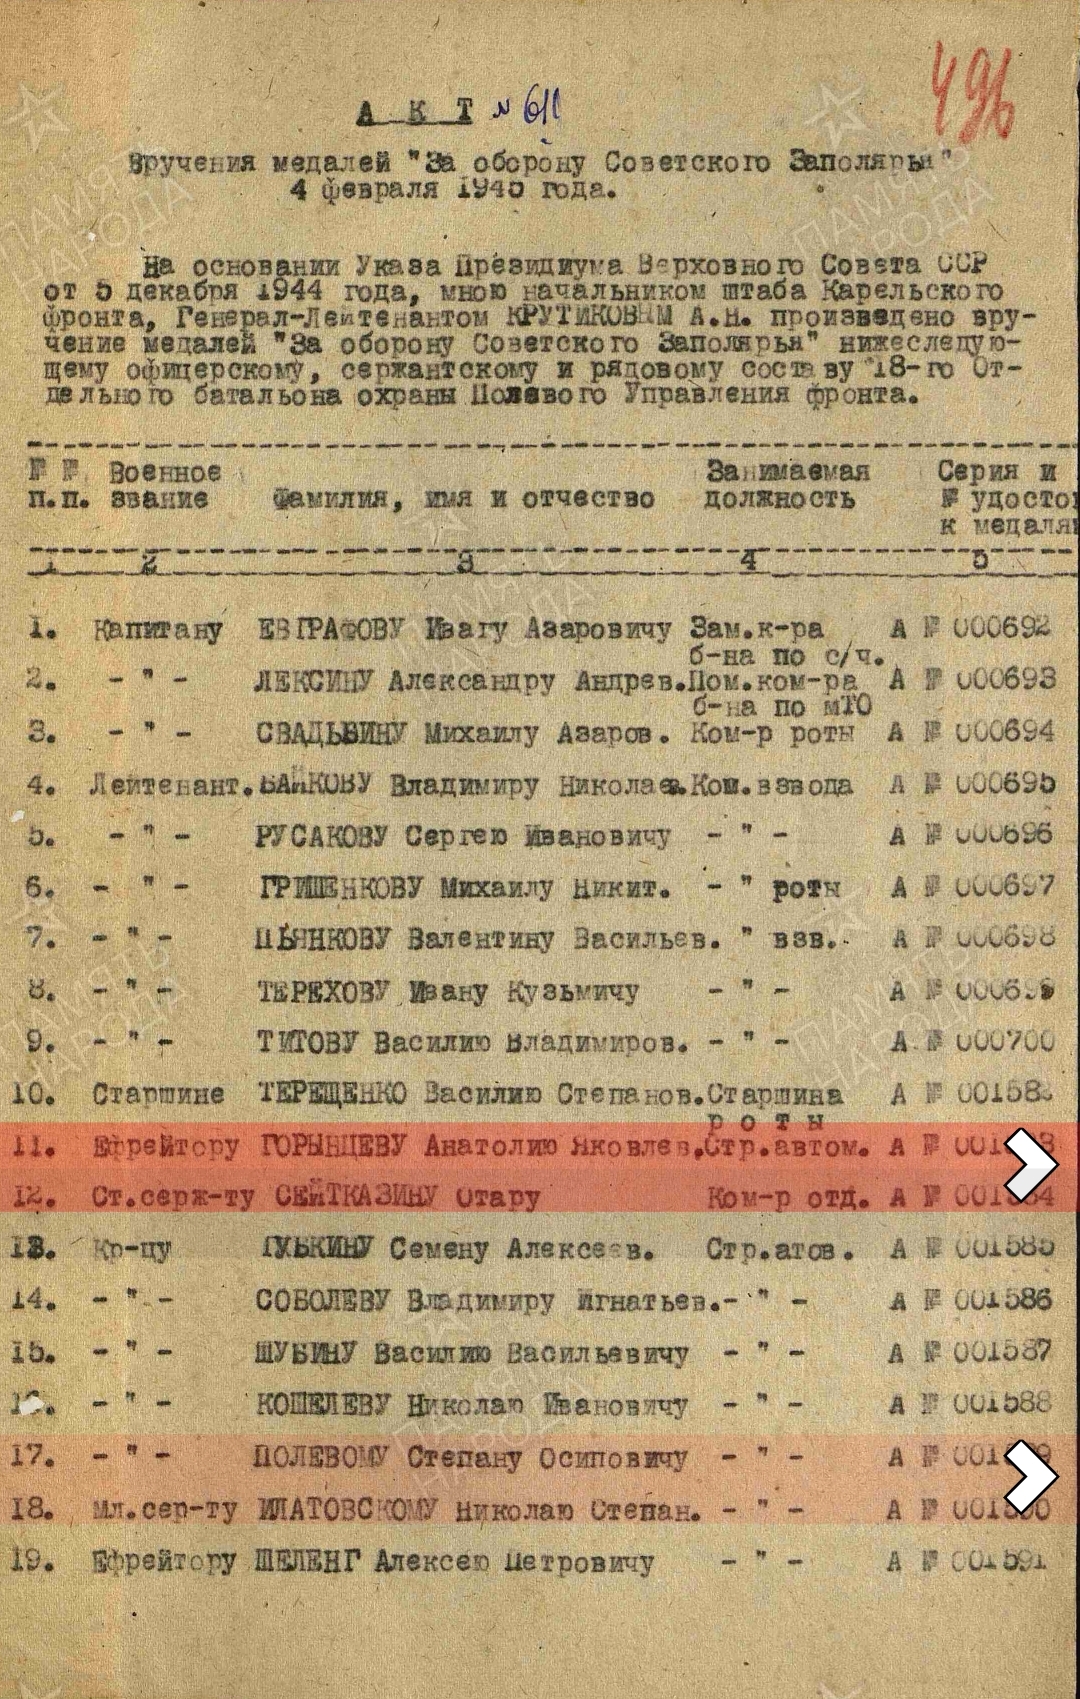 496
А К Т № 611
Вручения медалей "За оборону Советского Заполярья"
4 февраля 1945 года.
На основании Указа Президиума Верховного Совета СССР
от 5 декабря 1944 года, мною начальником штаба Карельского
фронта, Генерал-Лейтенантом КРУТИКОВЫМ А.Н. произведено вру-
чение медалей "За оборону Советского Заполярья" нижеследую-
щему офицерскому, сержантскому и рядовому составу 18-го От-
дельного батальона охраны Полевого Управления фронта.
№ № Военное Занимаемая Серия и
п.п. звание Фамилия, имя и отчество должность № удосто
к медаля
1 2 3 4 5
1. Капитану ЕВГРАФОВУ Ивагу Азаровичу Зам.к-ра А № 000692
б-на по с/ч.
2. - " - ЛЕКСИНУ Александру Андрев. Пом.ком-ра А № 000693
б-на по мТО
3. - " - СВАДЬБИНУ Михаилу Азаров. Ком-р роты А № 000694
4. Лейтенант. БАЙКОВУ Владимиру Николаев. Ком.взвода А № 000695
5. - " - РУСАКОВУ Сергею Ивановичу - " - А № 000696
6. - " - ГРИШЕНКОВУ Михаилу Никит. - " роты А № 000697
7. - " - ПЬЯНКОВУ Валентину Васильев. " взв. А № 000698
8. - " - ТЕРЕХОВУ Ивану Кузьмичу - " - А № 000699
9. - " - ТИТОВУ Василию Владимиров. - " - А № 000700
10. Старшине ТЕРЕЩЕНКО Василию Степанов. Старшина А №
р о т ы
11. Ефрейтору ГОРЫНЦЕВУ Анатолию Яковлев. Стр.автом. А №
12. Ст.серж-ту СЕЙТКАЗИНУ Отару Ком-р отд. А №
13. Кр-цу ГУБКИНУ Семену Алексеев. Стр.атов. А № 001585
14. - " - СОБОЛЕВУ Владимиру Игнатьев. - " - А № 001586
15. - " - ШУБИНУ Василию Васильевичу - " - А № 001587
- " - КОШЕЛЕВУ Николаю Ивановичу - " - А № 001588
17. - " - ПОЛЕВОМУ Степану Осиповичу - " - А №
18. Мл.сер-ту ИЛАТОВСКОМУ Николаю Степан. - " - А №
19. Ефрейтору ШЕЛЕНГ Алексею Петровичу - " - А № 001591